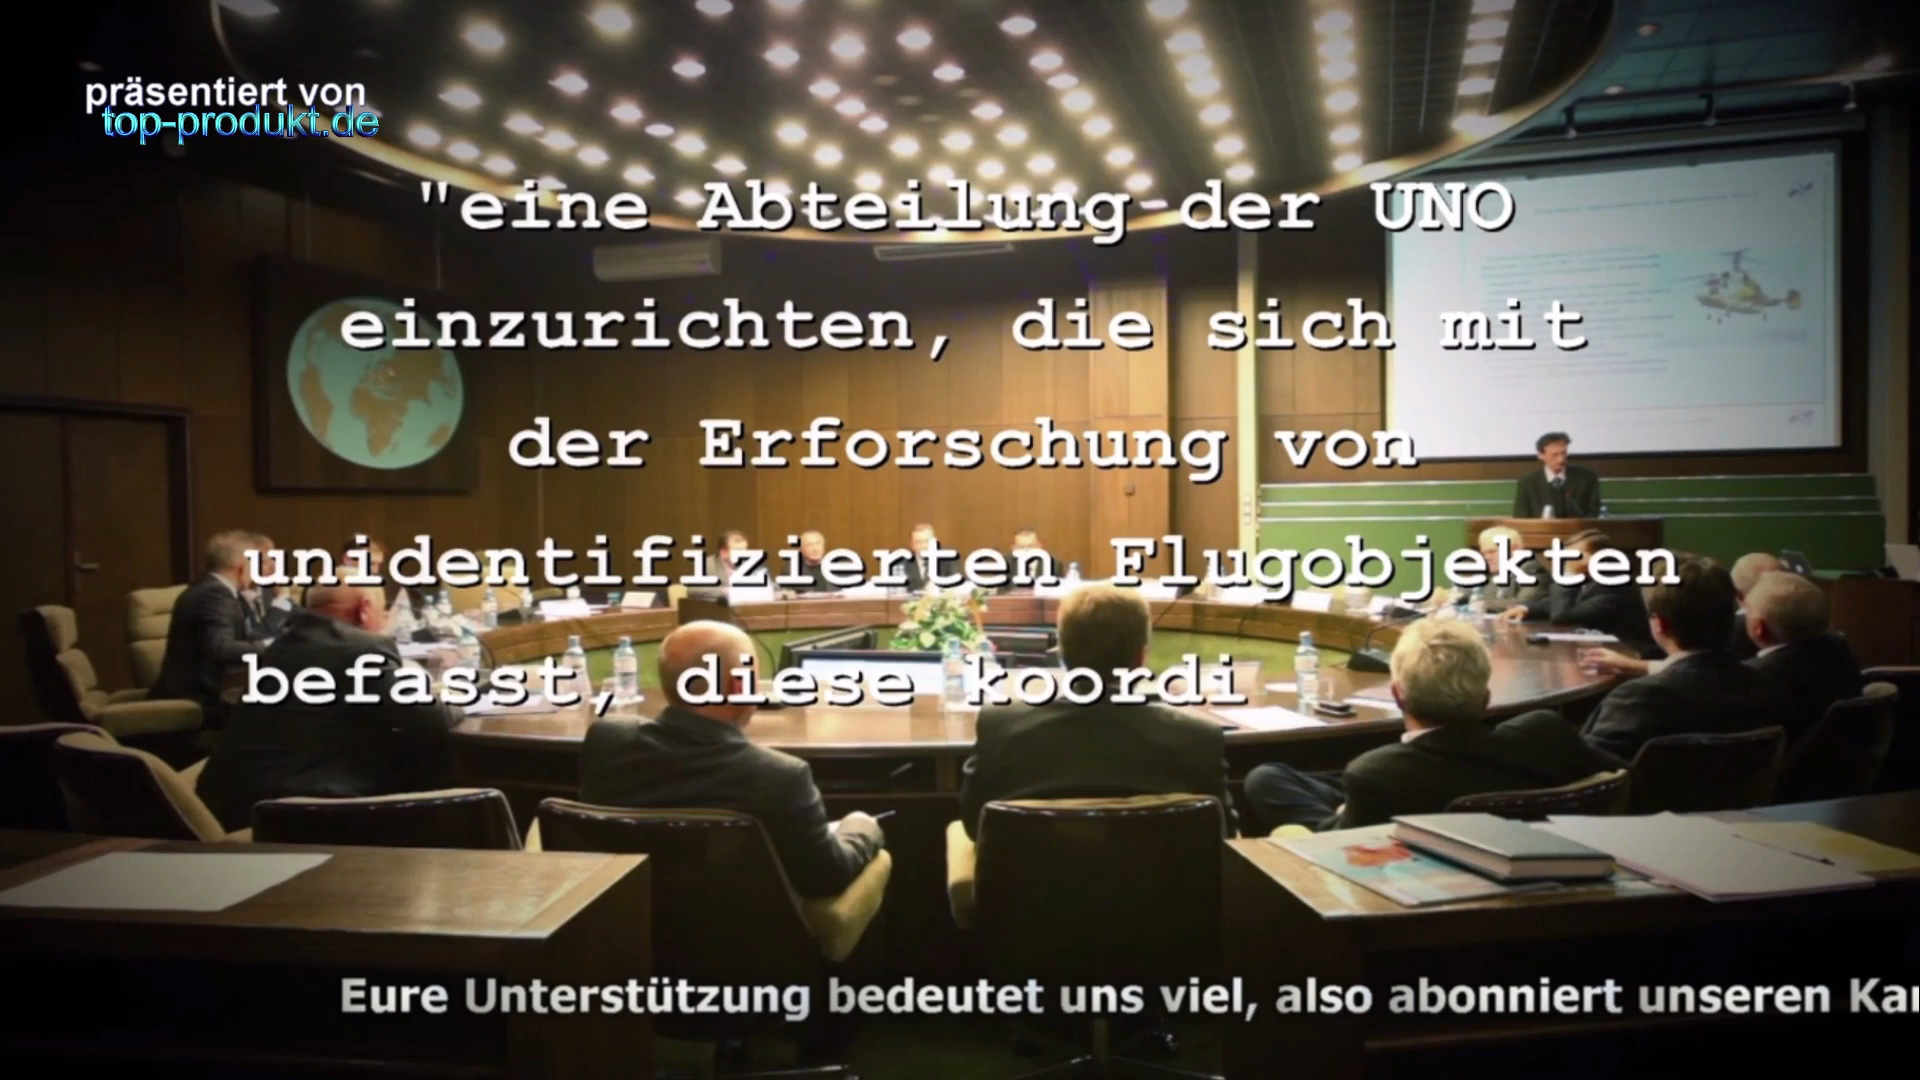 präsentiert von
top-produkt.de
"eine Abteilung der UNO
einzurichten, die sich mit
der Erforschung von
unidentifizierten Flugobjekten
befasst, diese koordi
Eure Unterstützung bedeutet uns viel, also abonniert unseren Kan